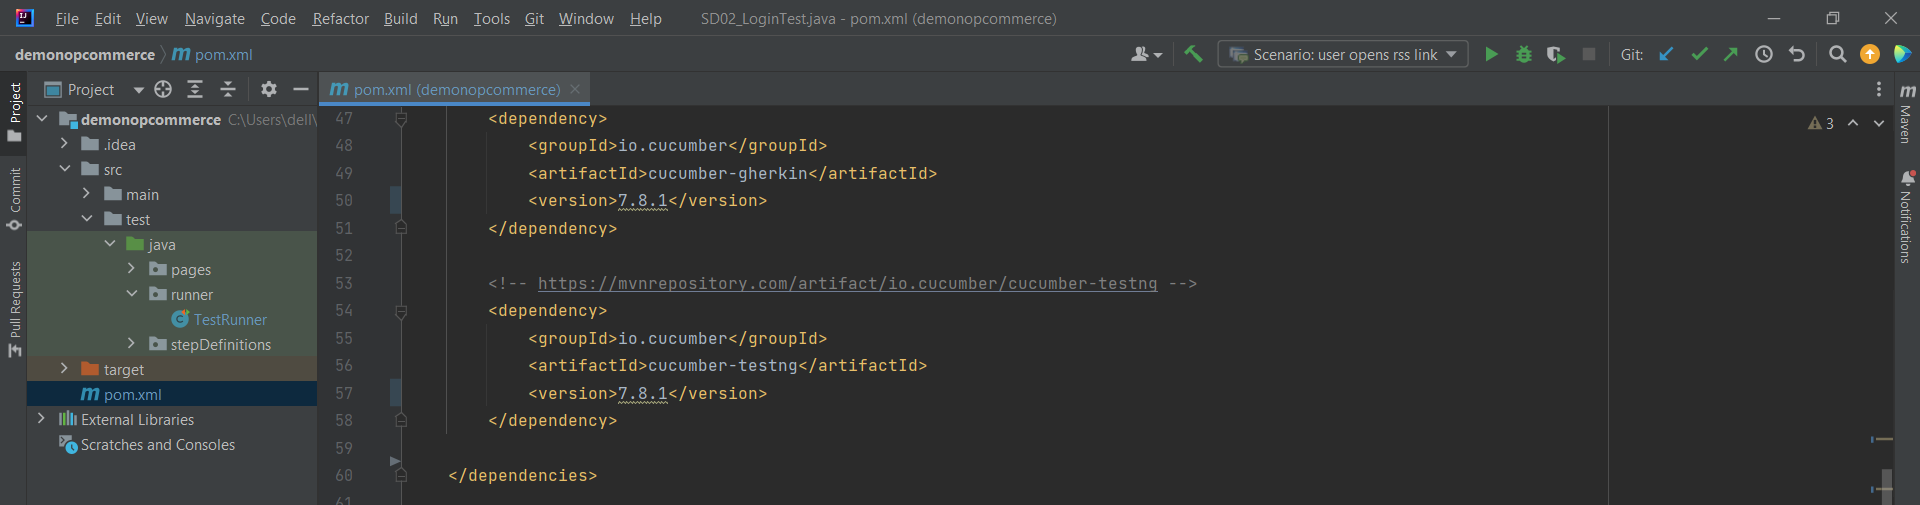 File Edit View Navigate Code Refactor Build Run Tools Git Window Help SD02_LoginTest.java - pom.xml (demonopcommerce)
demonopcommerce pom.xml Scenario: user opens rss link Git:
Project
pom.xml (demonopcommerce)
demonopcommerce C:\Users\dell\
.idea
src
main
test
java
pages
runner
TestRunner
stepDefinitions
target
pom.xml
External Libraries
Scratches and Consoles
Project
Commit
Pull Requests
47 <dependency>
48 <groupId>io.cucumber</groupId>
49 <artifactId>cucumber-gherkin</artifactId>
50 <version>7.8.1</version>
51 </dependency>
52
53 <!-- https://mvnrepository.com/artifact/io.cucumber/cucumber-testng -->
54 <dependency>
55 <groupId>io.cucumber</groupId>
56 <artifactId>cucumber-testng</artifactId>
57 <version>7.8.1</version>
58 </dependency>
59
60 </dependencies>
61
3
Maven
Notifications